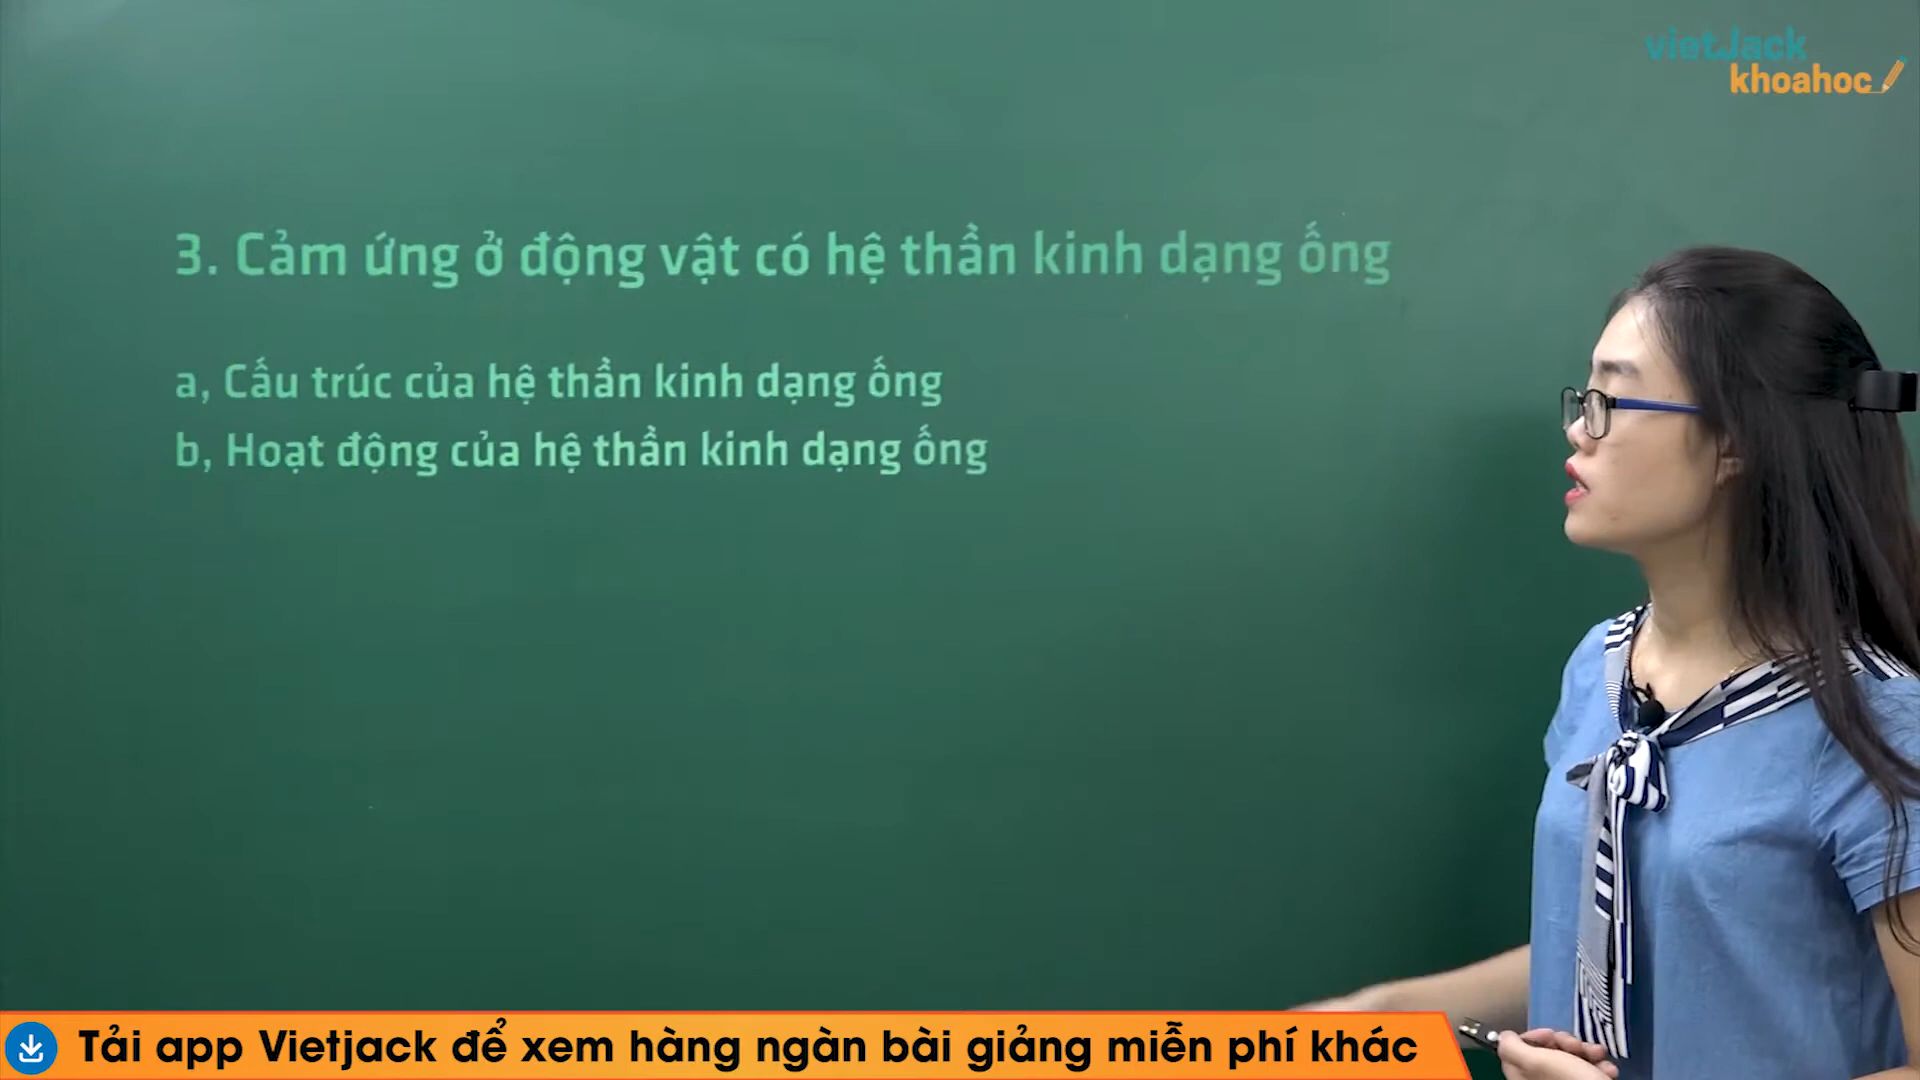 vietJack
khoahoc
3. Cảm ứng ở động vật có hệ thần kinh dạng ống
a, Cấu trúc của hệ thần kinh dạng ống
b, Hoạt động của hệ thần kinh dạng ống
Tải app Vietjack để xem hàng ngàn bài giảng miễn phí khác